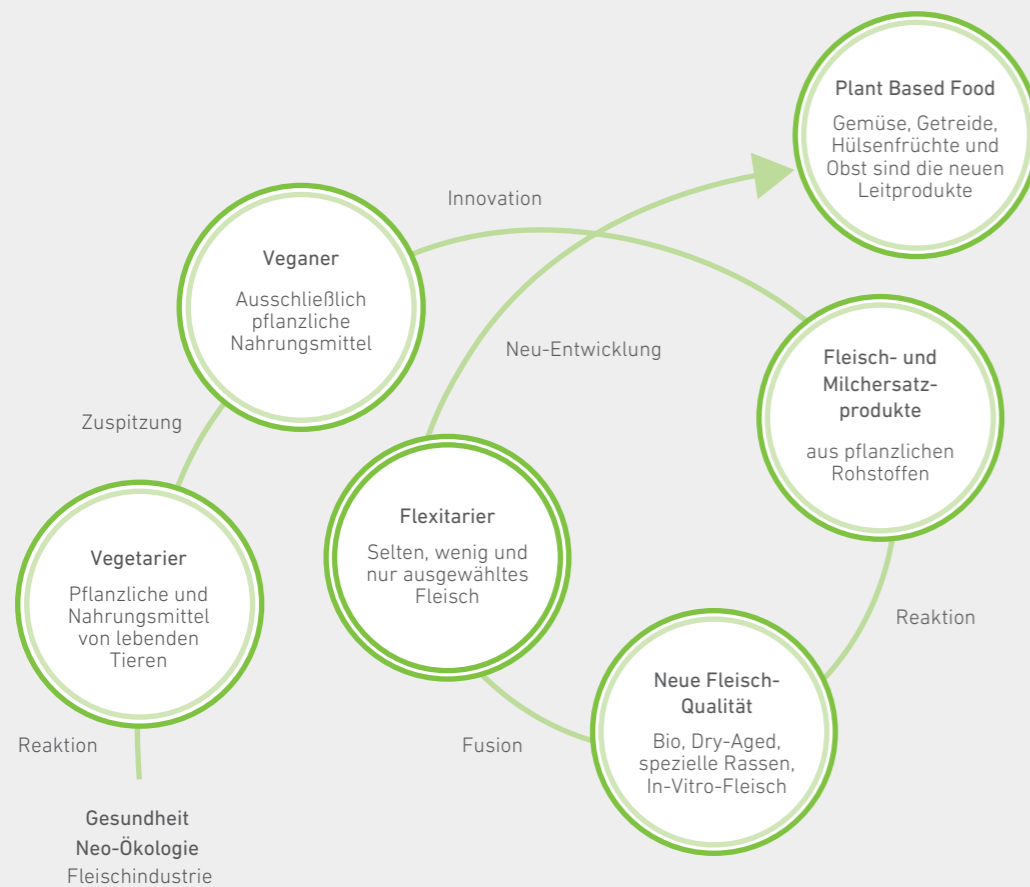 Plant Based Food
Gemüse, Getreide,
Hülsenfrüchte und
Obst sind die neuen
Leitprodukte
Innovation
Veganer
Ausschließlich
pflanzliche
Nahrungsmittel
Neu-Entwicklung
Fleisch- und
Milchersatz-
produkte
aus pflanzlichen
Rohstoffen
Zuspitzung
Flexitarier
Selten, wenig und
nur ausgewähltes
Fleisch
Vegetarier
Pflanzliche und
Nahrungsmittel
von lebenden
Tieren
Reaktion
Neue Fleisch-
Qualität
Bio, Dry-Aged,
spezielle Rassen,
In-Vitro-Fleisch
Reaktion
Fusion
Gesundheit
Neo-Ökologie
Fleischindustrie